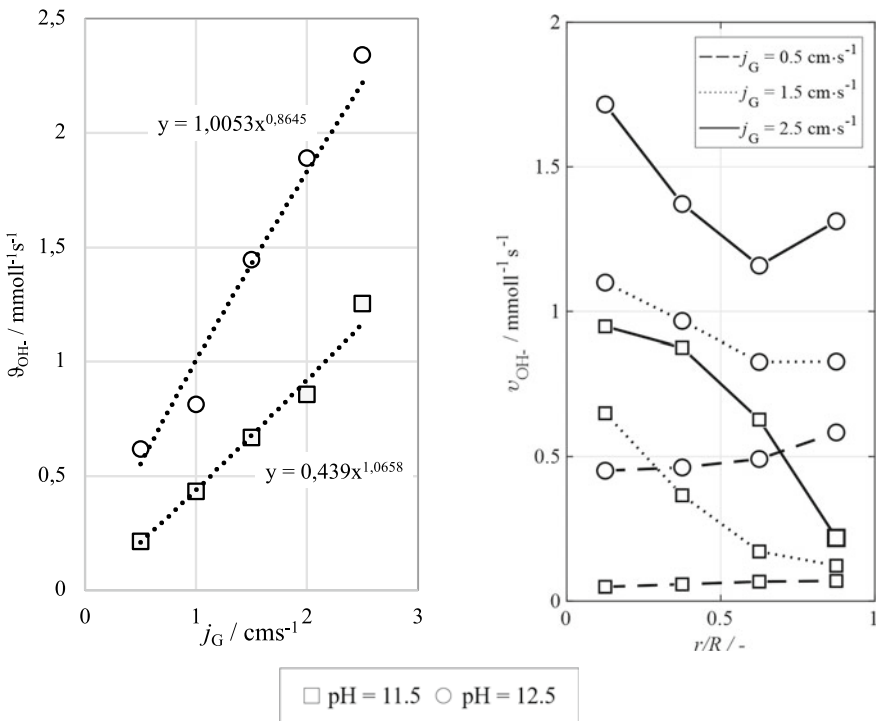 2,5
2
1,5
1
0,5
0
0
1
2
3
y = 1,0053x^0,8645
y = 0,439x^1,0658
ϑOH- / mmoll⁻¹s⁻¹
jG / cms⁻¹
2
1.5
1
0.5
0
0
0.5
1
jG = 0.5 cm·s⁻¹
jG = 1.5 cm·s⁻¹
jG = 2.5 cm·s⁻¹
υOH- / mmoll⁻¹ s⁻¹
r/R / -
pH = 11.5 pH = 12.5